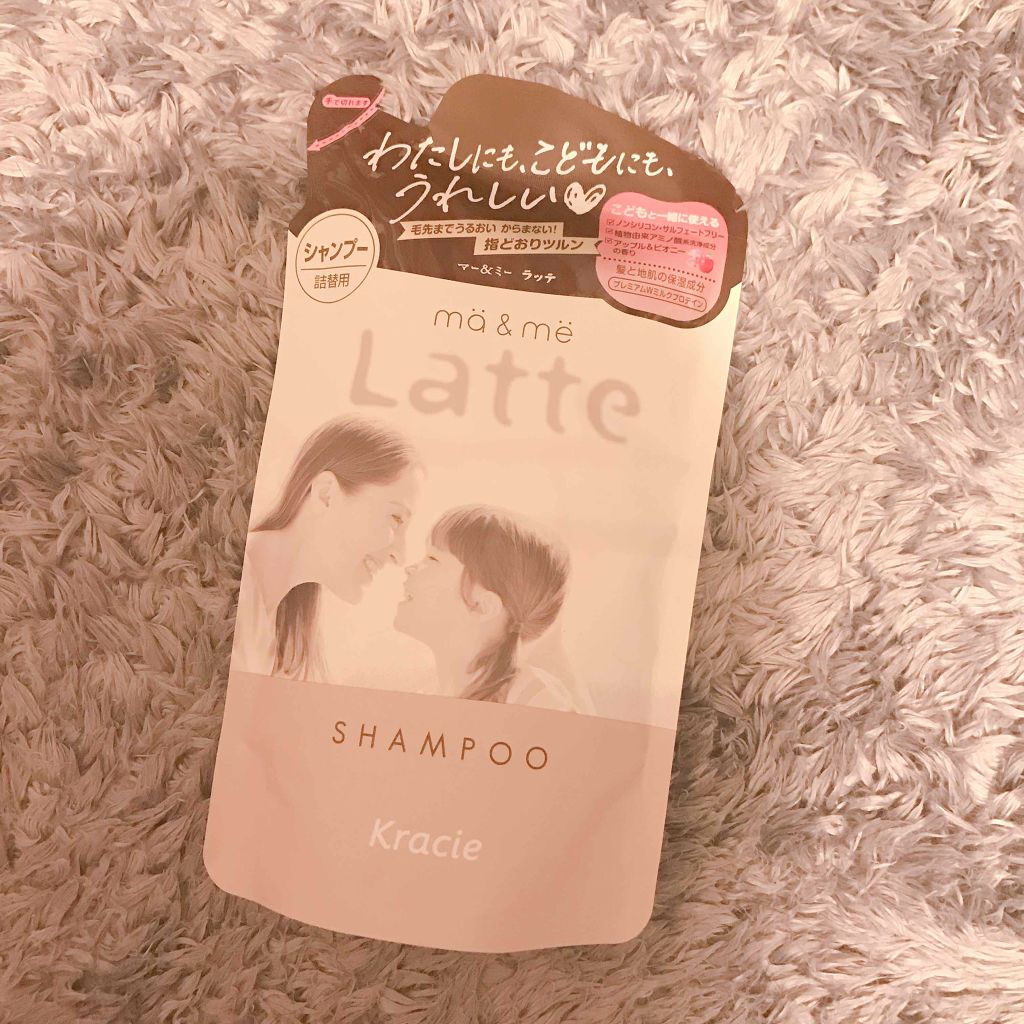 手で切れます
わたしにも、こどもにも、
うれしい
毛先までうるおい からまない!
指どおりツルン
マー&ミー ラッテ
こどもと一緒に使える
ノンシリコン・サルフェートフリー
植物由来アミノ酸系洗浄成分
アップル&ピオニー
の香り
髪と地肌の保湿成分
プレミアムWミルクプロテイン
シャンプー
詰替用
mä & më
Latte
SHAMPOO
Kracie